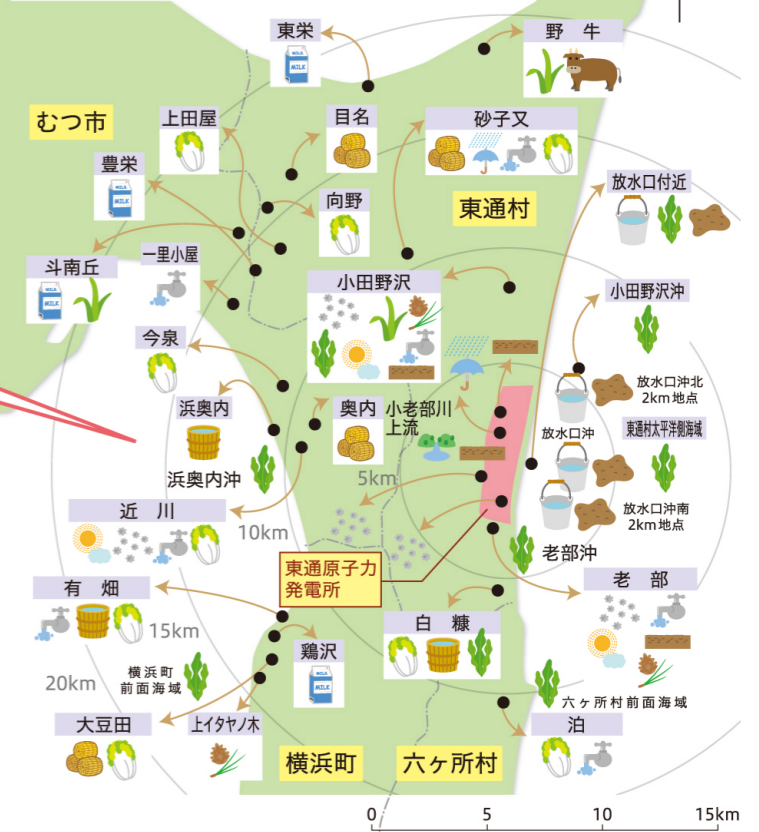 東栄
MILK
野 牛
むつ市
上田屋
目名
砂子又
豊栄
MILK
向野
東通村
放水口付近
斗南丘
MILK
一里小屋
小田野沢
小田野沢沖
今泉
浜奥内
奥内
小老部川
上流
放水口沖北
2km地点
放水口沖
東通村太平洋側海域
浜奥内沖
5km
近 川
10km
放水口沖南
2km地点
東通原子力
発電所
老部沖
有 畑
老 部
15km
白 糠
鶏沢
MILK
横浜町
前面海域
20km
六ヶ所村前面海域
大豆田
上イタヤノ木
泊
横浜町
六ヶ所村
0 5 10 15km